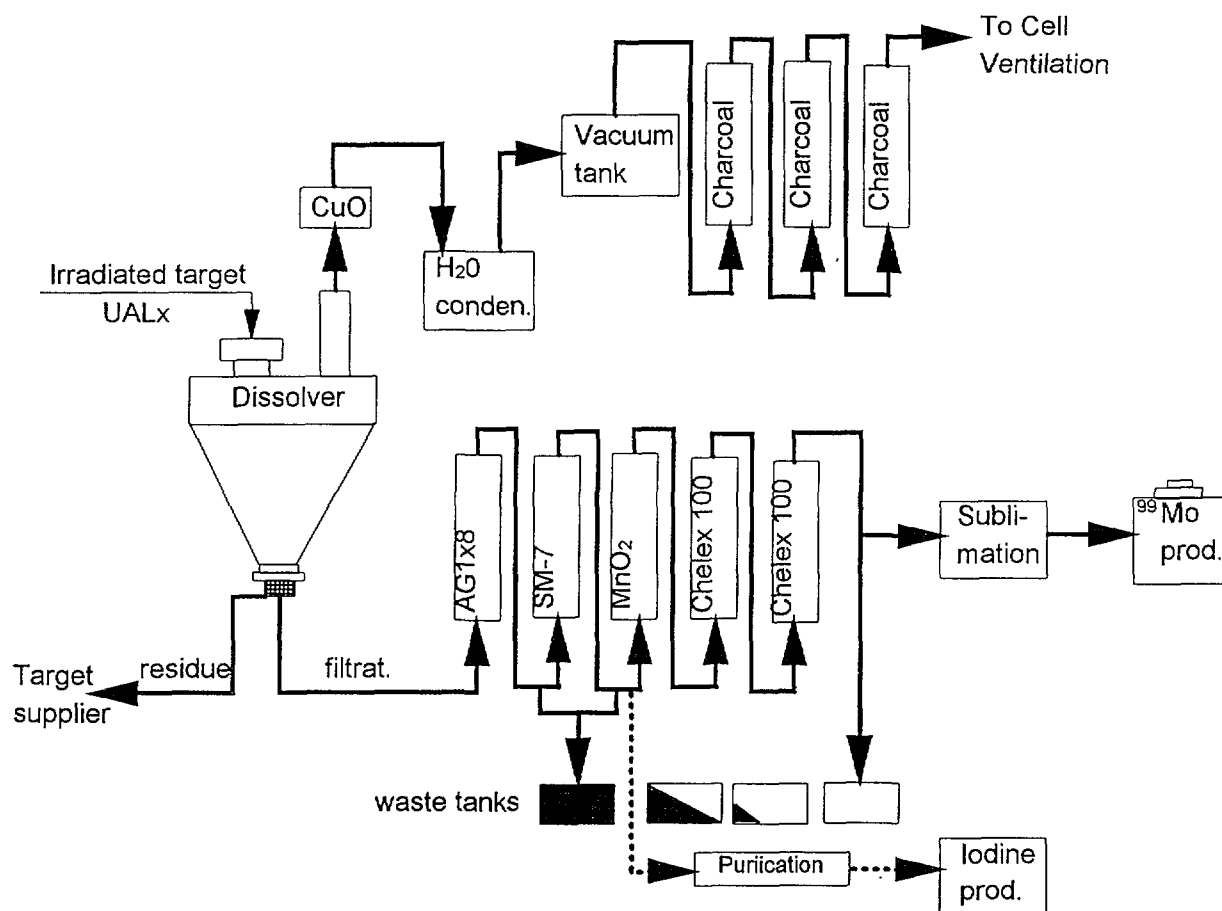 To Cell
Ventilation
Charcoal
Charcoal
Charcoal
Vacuum
tank
CuO
H₂0
conden.
Irradiated target
UALx
Dissolver
AG1x8
SM-7
MnO₂
Chelex 100
Chelex 100
Subli-
mation
⁹⁹Mo
prod.
residue
filtrat.
Target
supplier
waste tanks
Puriication
Iodine
prod.